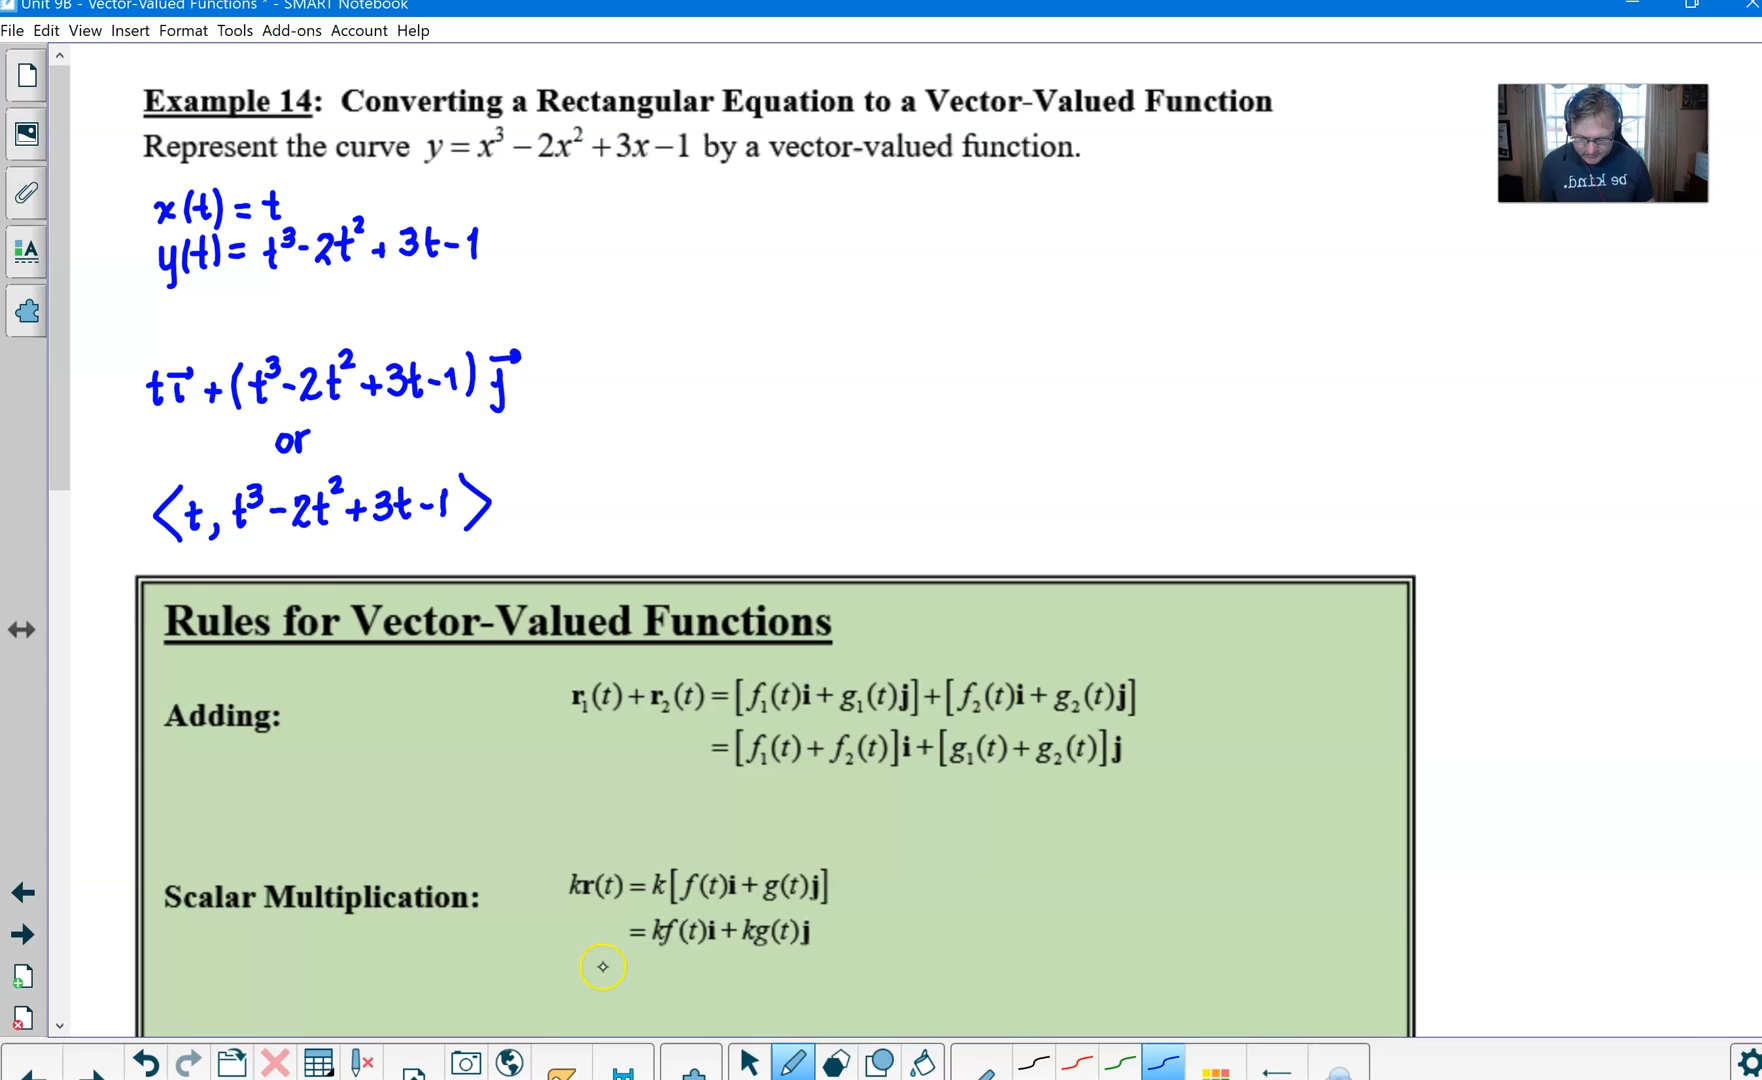 Unit 9B - Vector-Valued Functions * - SMART Notebook
File Edit View Insert Format Tools Add-ons Account Help
Example 14: Converting a Rectangular Equation to a Vector-Valued Function
Represent the curve y = x³ − 2x² + 3x − 1 by a vector-valued function.
be kind.
x(t) = t
y(t) = t³ - 2t² + 3t - 1
t i⃗ + (t³ - 2t² + 3t - 1) j⃗
or
⟨t, t³ - 2t² + 3t - 1⟩
Rules for Vector-Valued Functions
Adding:
r₁(t) + r₂(t) = [f₁(t)i + g₁(t)j] + [f₂(t)i + g₂(t)j]
= [f₁(t) + f₂(t)]i + [g₁(t) + g₂(t)]j
Scalar Multiplication:
kr(t) = k[f(t)i + g(t)j]
= kf(t)i + kg(t)j